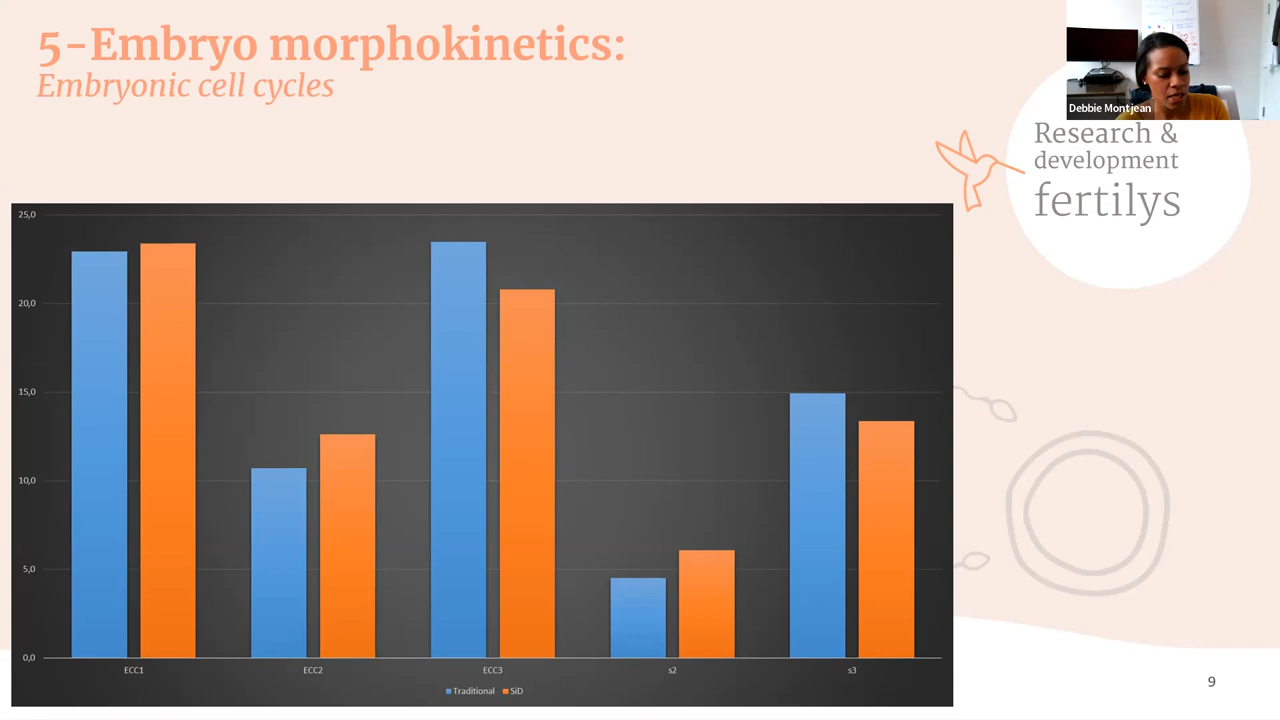 5-Embryo morphokinetics:
Embryonic cell cycles
Debbie Montjean
Research &
development
fertilys
25,0
20,0
15,0
10,0
5,0
0,0
ECC1 ECC2 ECC3 s2 s3
Traditional SiD
9